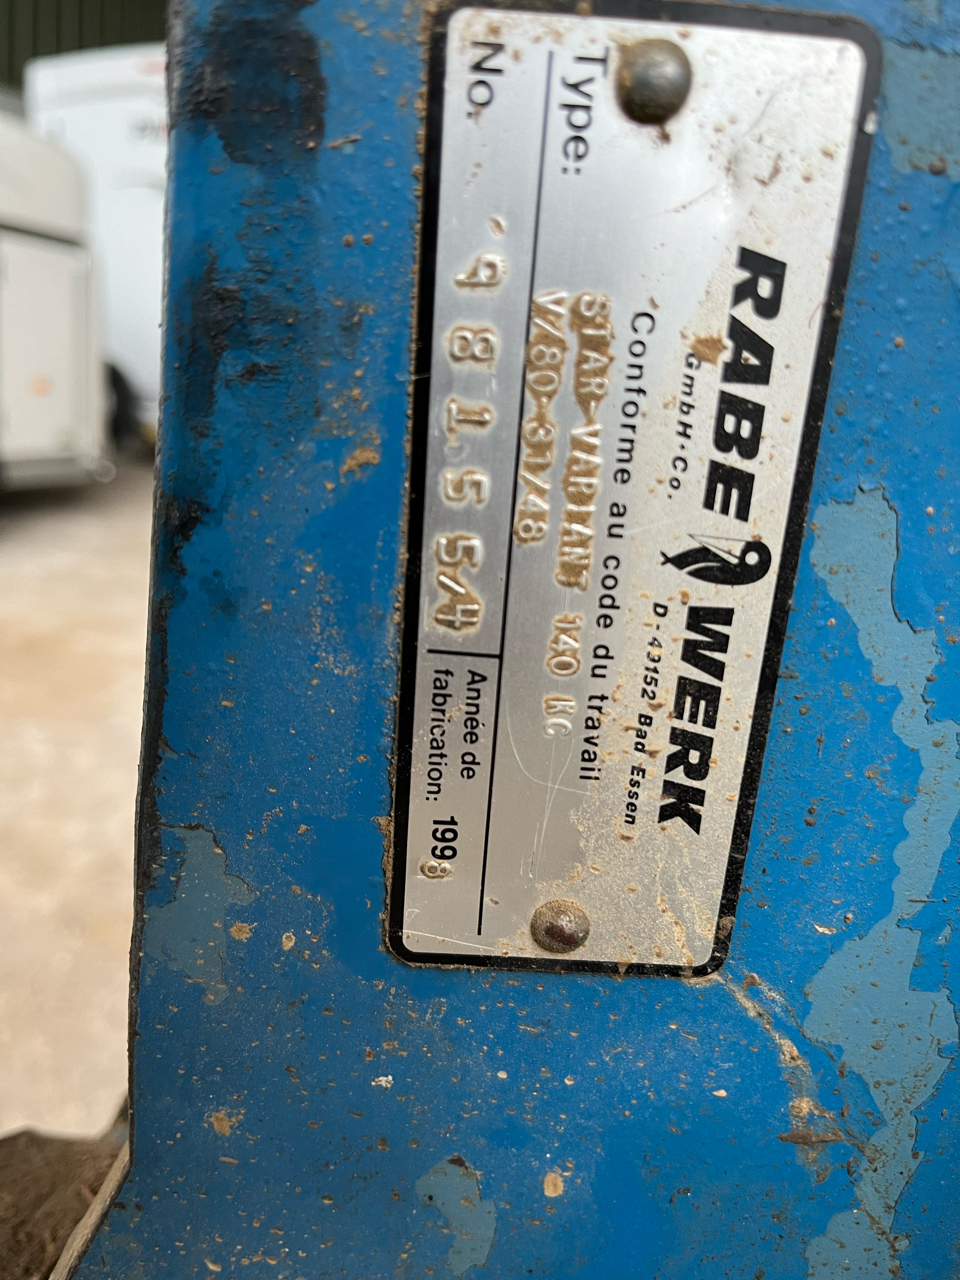 RABE WERK
GmbH+Co. D-49152 Bad Essen
Conforme au code du travail
Type: STAR-VARIANT 140 KC
V/80-31/48
No. 981554
Année de
fabrication: 1998